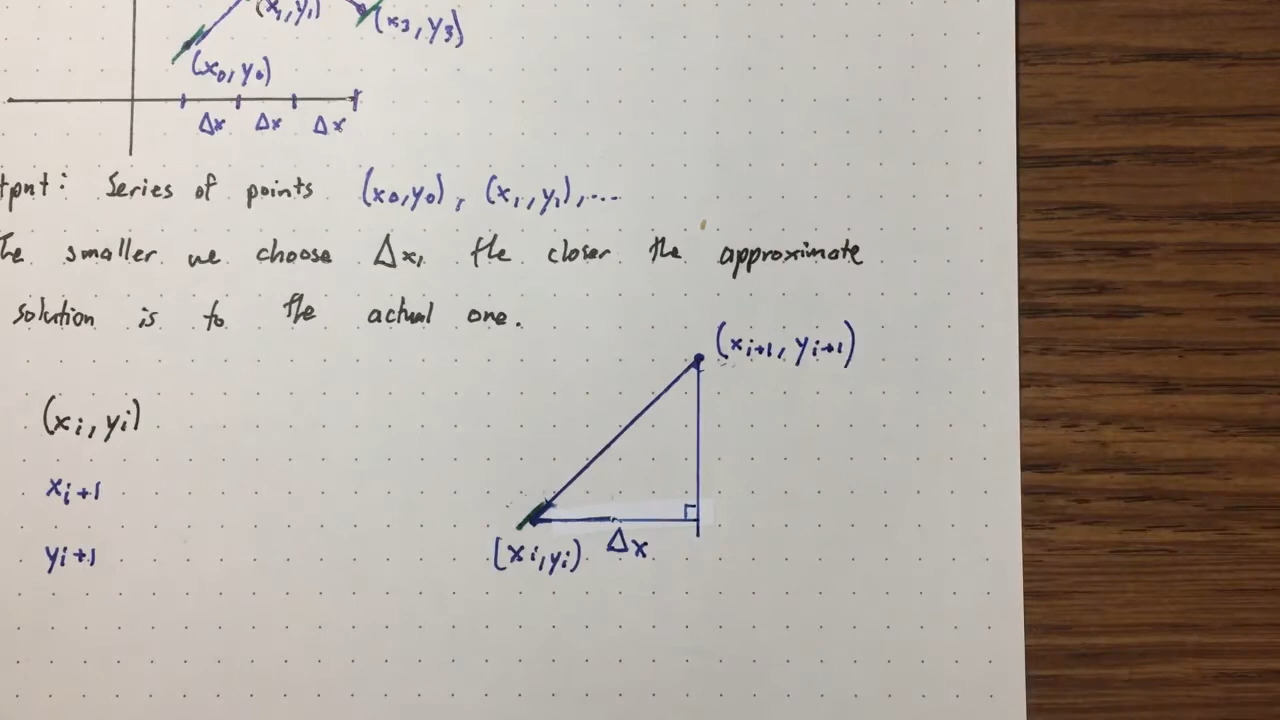 (x₁,y₁)
(x₃,y₃)
(x₀,y₀)
Δx Δx Δx
tput: Series of points (x₀,y₀), (x₁,y₁),...
he smaller we choose Δx, the closer the approximate
solution is to the actual one.
(xᵢ₊₁, yᵢ₊₁)
(xᵢ,yᵢ)
xᵢ₊₁
yᵢ₊₁
(xᵢ,yᵢ) Δx